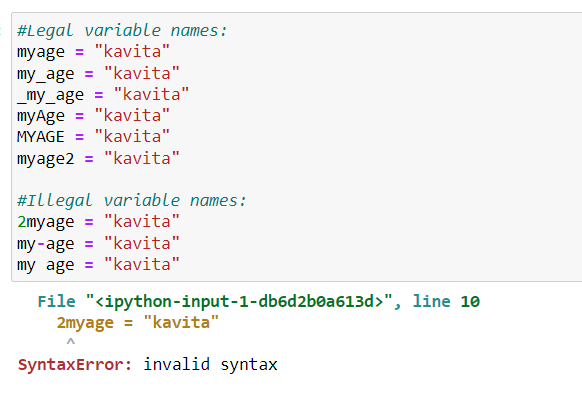 #Legal variable names:
myage = "kavita"
my_age = "kavita"
_my_age = "kavita"
myAge = "kavita"
MYAGE = "kavita"
myage2 = "kavita"
#Illegal variable names:
2myage = "kavita"
my-age = "kavita"
my age = "kavita"
File "<ipython-input-1-db6d2b0a613d>", line 10
2myage = "kavita"
^
SyntaxError: invalid syntax